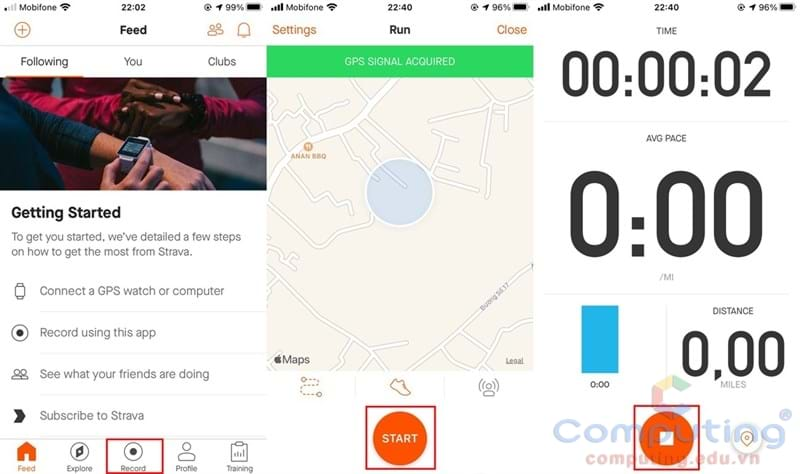 Mobifone
22:02
99%
Feed
Following
You
Clubs
Getting Started
To get you started, we've detailed a few steps
on how to get the most from Strava.
Connect a GPS watch or computer
Record using this app
See what your friends are doing
Subscribe to Strava
Feed
Explore
Record
Profile
Training
Mobifone
22:40
96%
Settings
Run
Close
GPS SIGNAL ACQUIRED
ANAN BBQ
Đường Số 17
Maps
Legal
START
Mobifone
22:40
96%
TIME
00:00:02
AVG PACE
0:00
/MI
0:00
DISTANCE
0,00
MILES
Computing
computing.edu.vn